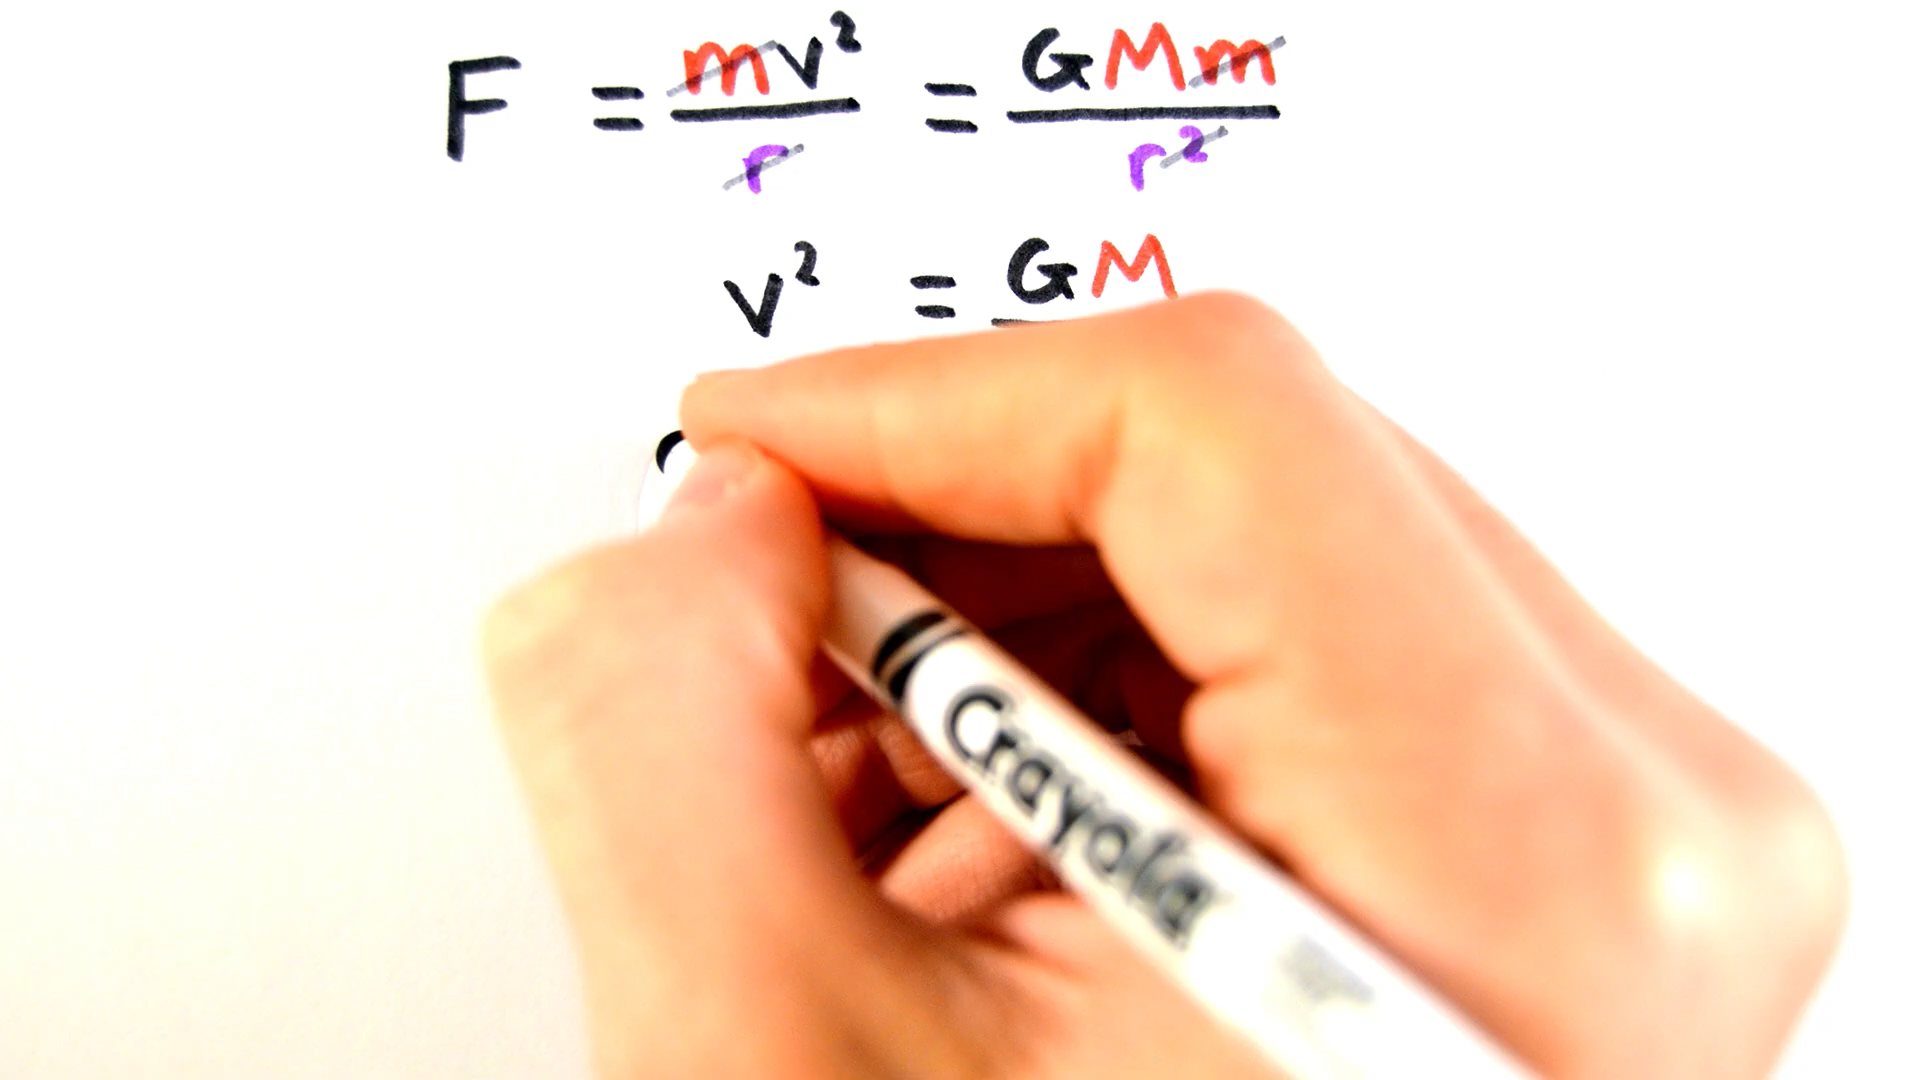 F = mv² / r = GMm / r²
v² = GM
Crayola